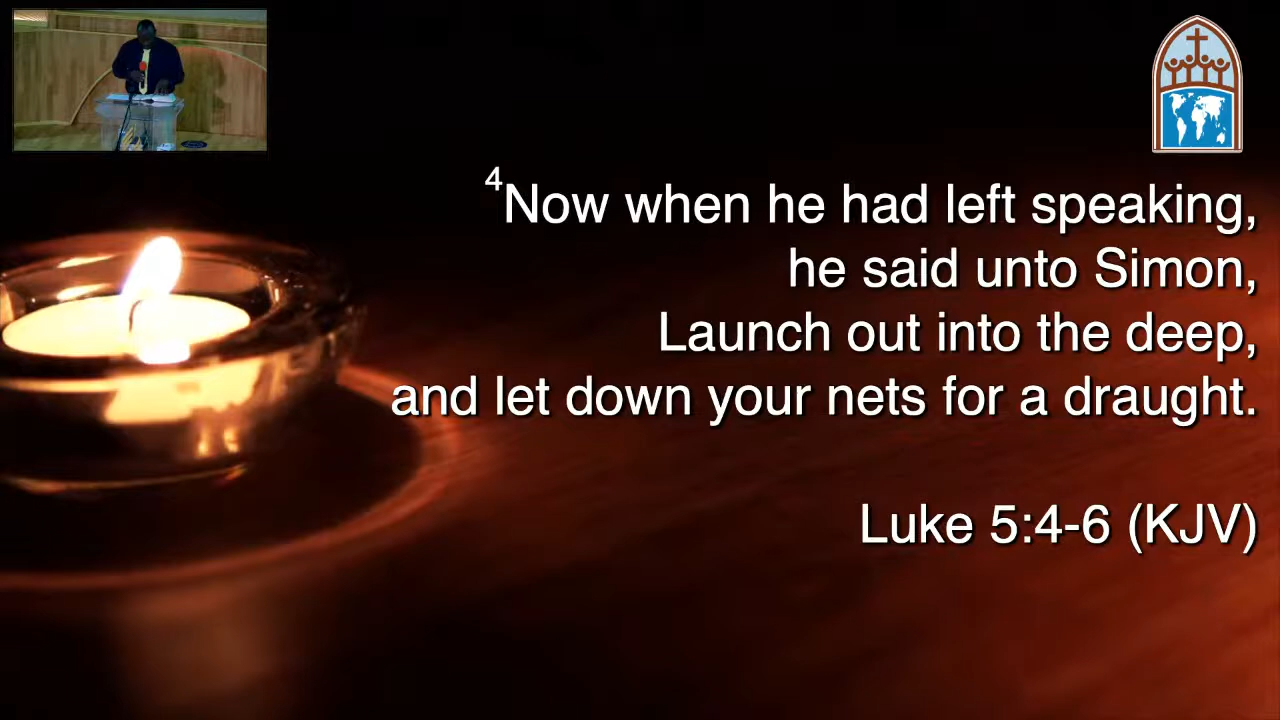 4Now when he had left speaking,
he said unto Simon,
Launch out into the deep,
and let down your nets for a draught.
Luke 5:4-6 (KJV)